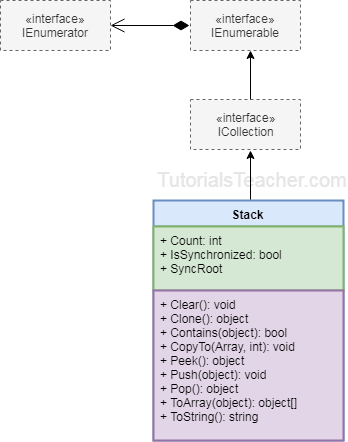 «interface»
IEnumerator
«interface»
IEnumerable
«interface»
ICollection
TutorialsTeacher.com
Stack
+ Count: int
+ IsSynchronized: bool
+ SyncRoot
+ Clear(): void
+ Clone(): object
+ Contains(object): bool
+ CopyTo(Array, int): void
+ Peek(): object
+ Push(object): void
+ Pop(): object
+ ToArray(object): object[]
+ ToString(): string